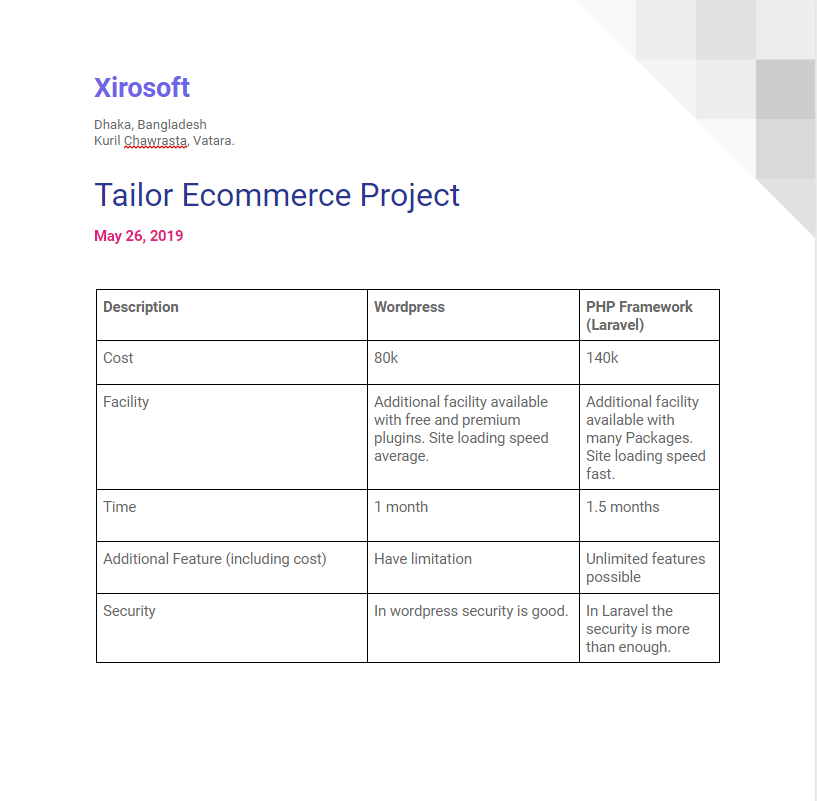 Xirosoft
Dhaka, Bangladesh
Kuril Chawrasta, Vatara.
Tailor Ecommerce Project
May 26, 2019
Description
Wordpress
PHP Framework
(Laravel)
Cost
80k
140k
Facility
Additional facility available
with free and premium
plugins. Site loading speed
average.
Additional facility
available with
many Packages.
Site loading speed
fast.
Time
1 month
1.5 months
Additional Feature (including cost)
Have limitation
Unlimited features
possible
Security
In wordpress security is good.
In Laravel the
security is more
than enough.